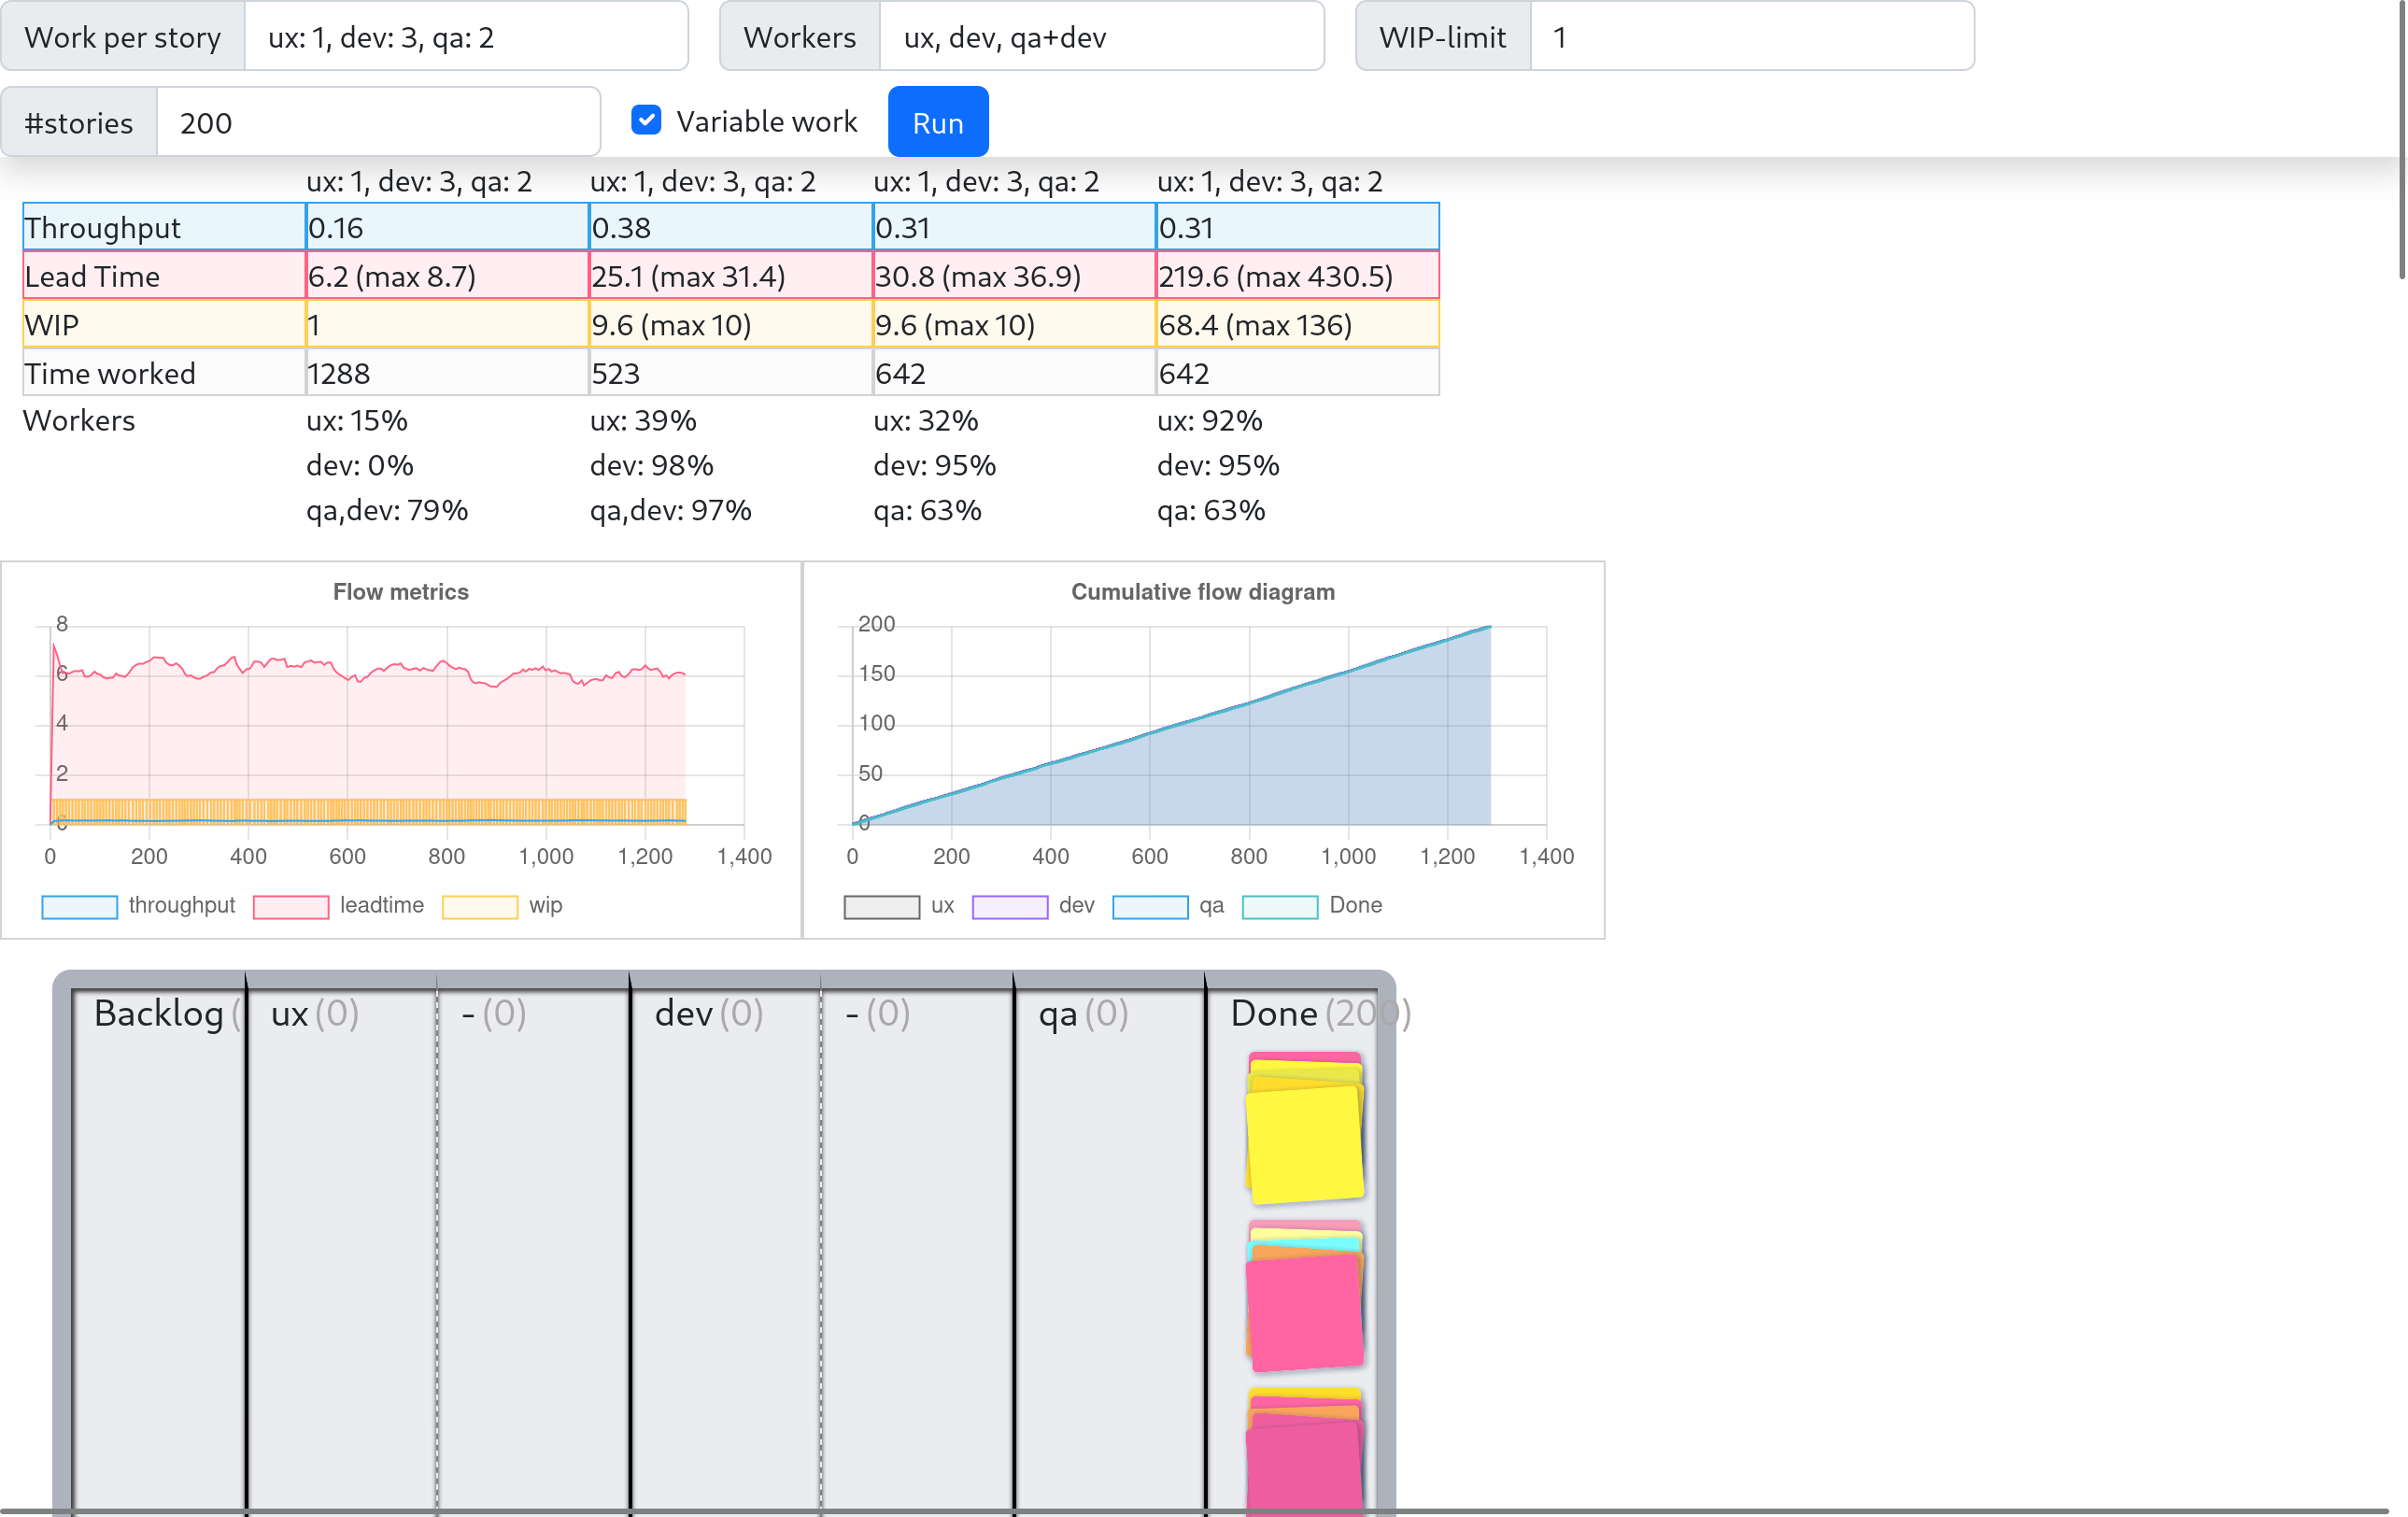 Work per story ux: 1, dev: 3, qa: 2 Workers ux, dev, qa+dev WIP-limit 1
#stories 200 Variable work Run
ux: 1, dev: 3, qa: 2 ux: 1, dev: 3, qa: 2 ux: 1, dev: 3, qa: 2 ux: 1, dev: 3, qa: 2
Throughput 0.16 0.38 0.31 0.31
Lead Time 6.2 (max 8.7) 25.1 (max 31.4) 30.8 (max 36.9) 219.6 (max 430.5)
WIP 1 9.6 (max 10) 9.6 (max 10) 68.4 (max 136)
Time worked 1288 523 642 642
Workers ux: 15% ux: 39% ux: 32% ux: 92%
dev: 0% dev: 98% dev: 95% dev: 95%
qa,dev: 79% qa,dev: 97% qa: 63% qa: 63%
Flow metrics
8
6
4
2
0
0 200 400 600 800 1,000 1,200 1,400
throughput leadtime wip
Cumulative flow diagram
200
150
100
50
0
0 200 400 600 800 1,000 1,200 1,400
ux dev qa Done
Backlog ( ux (0) - (0) dev (0) - (0) qa (0) Done (200)